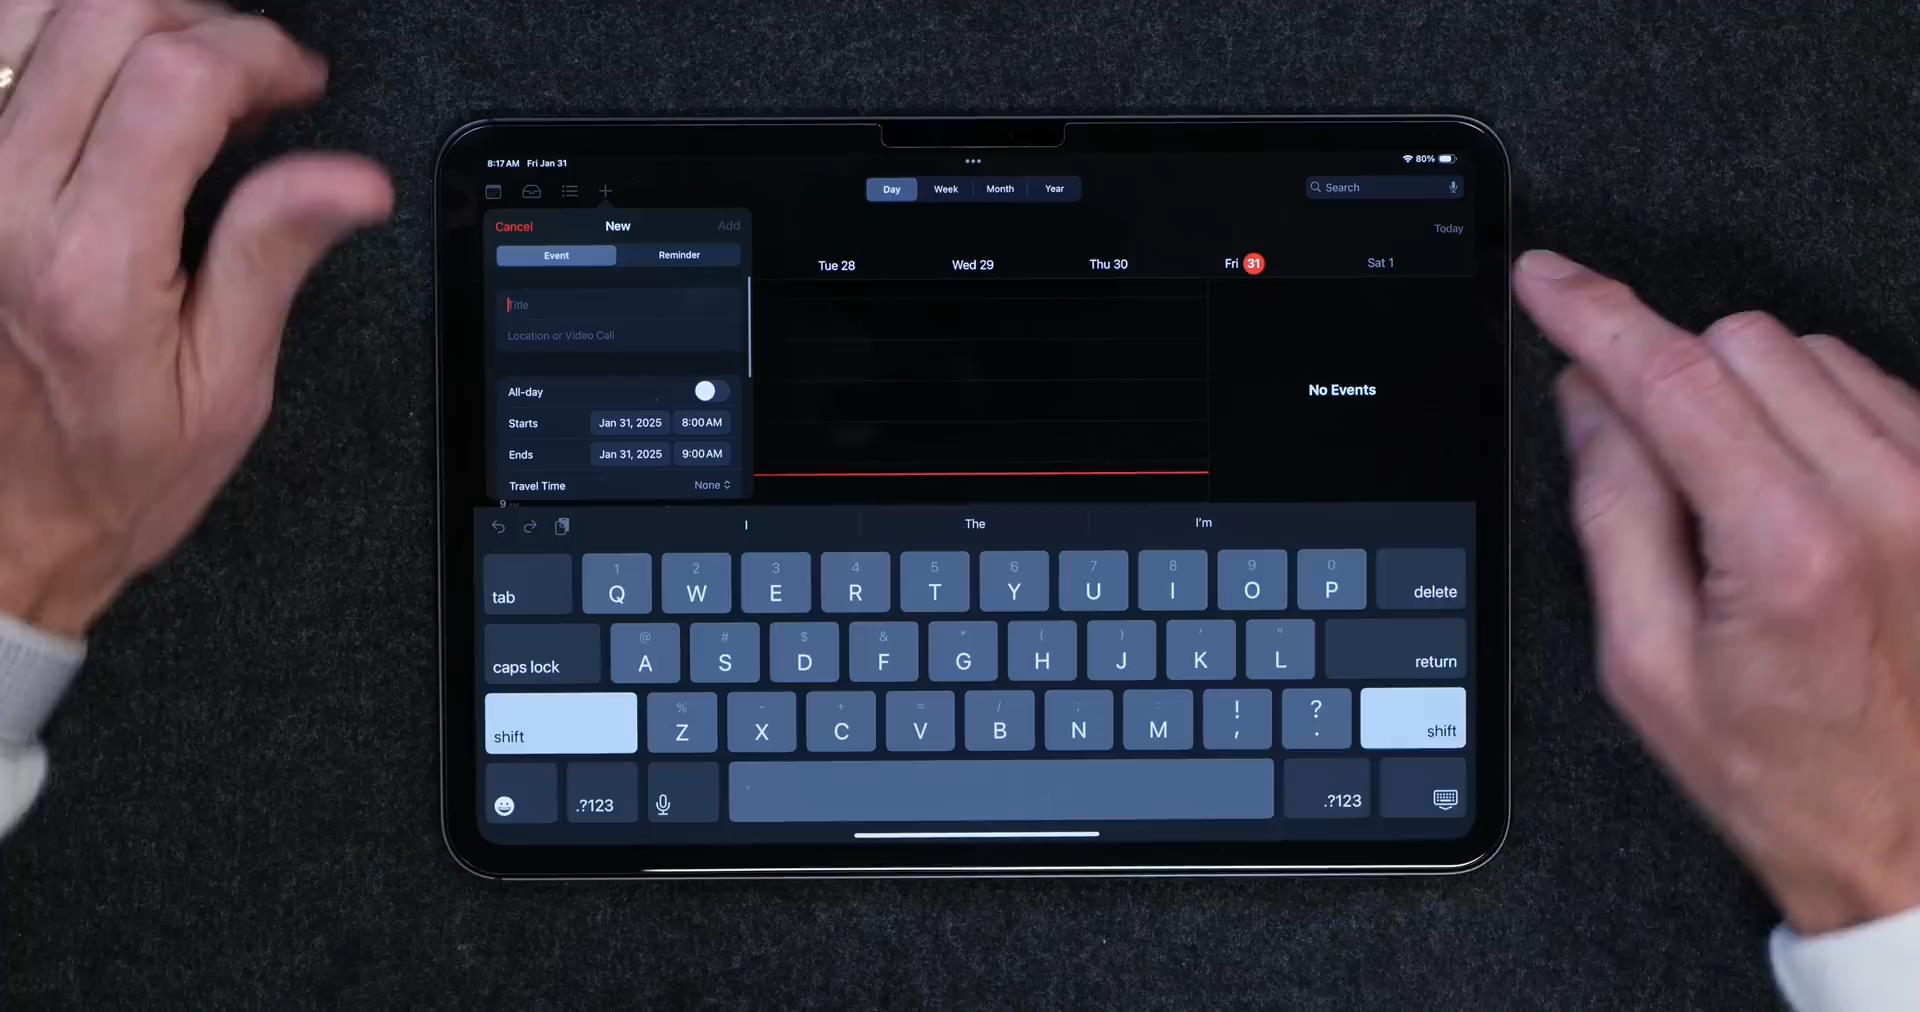 8:17 AM Fri Jan 31
80%
Day Week Month Year
Search
Cancel New Add
Today
Event Reminder
Tue 28 Wed 29 Thu 30 Fri 31 Sat 1
Title
Location or Video Call
No Events
All-day
Starts Jan 31, 2025 8:00 AM
Ends Jan 31, 2025 9:00 AM
Travel Time None
9 AM
I The I'm
1 2 3 4 5 6 7 8 9 0
tab Q W E R T Y U I O P delete
@ # $ & * ( ) ' "
caps lock A S D F G H J K L return
% - + = / ; : ! ?
shift Z X C V B N M , . shift
.?123 .?123